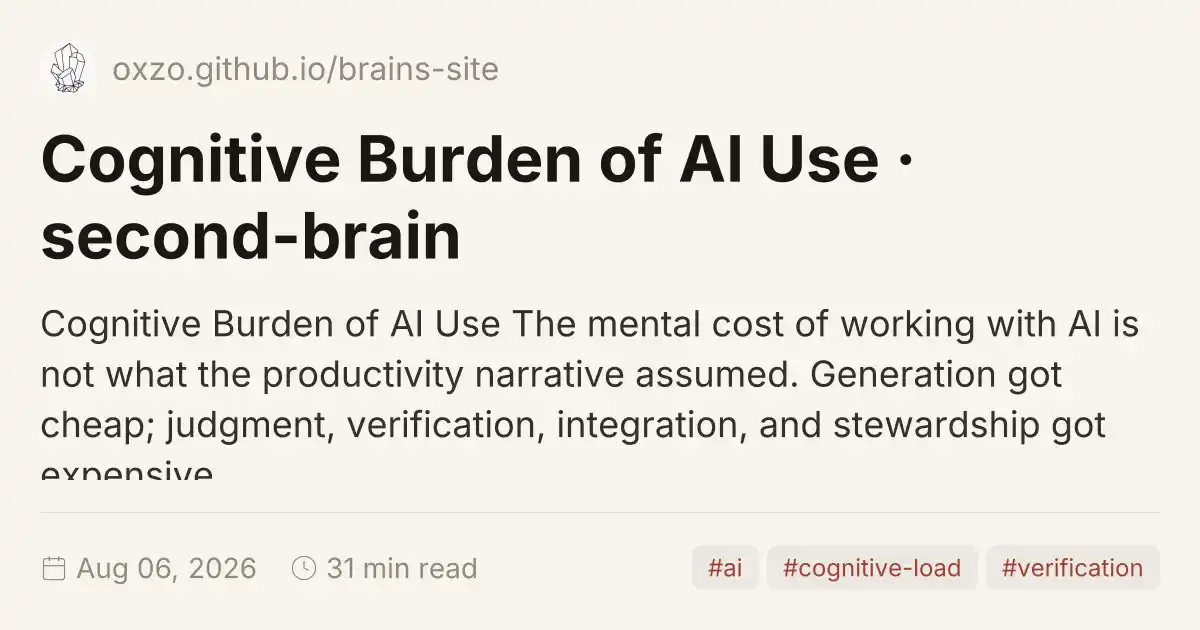 oxzo.github.io/brains-site
Cognitive Burden of AI Use ·
second-brain
Cognitive Burden of AI Use The mental cost of working with AI is
not what the productivity narrative assumed. Generation got
cheap; judgment, verification, integration, and stewardship got
expensive
Aug 06, 2026 31 min read #ai #cognitive-load #verification